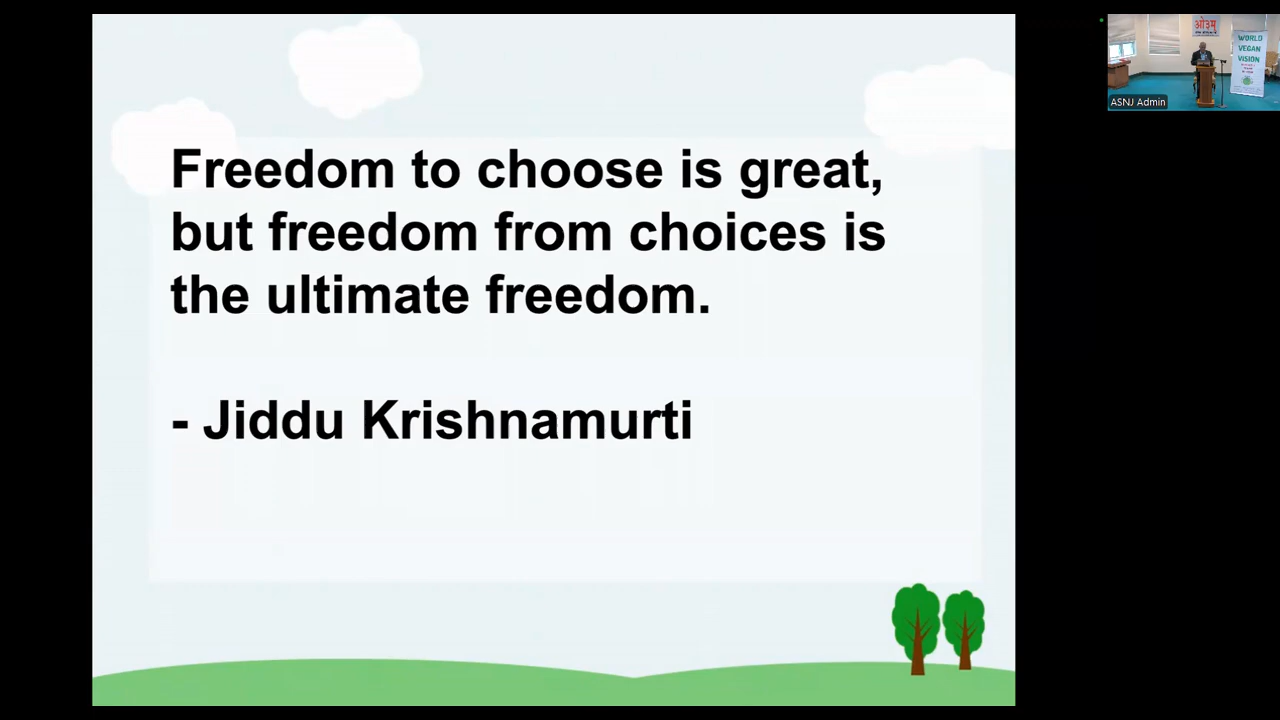 Freedom to choose is great,
but freedom from choices is
the ultimate freedom.
- Jiddu Krishnamurti
ओ३म्
WORLD
VEGAN
VISION
ASNJ Admin